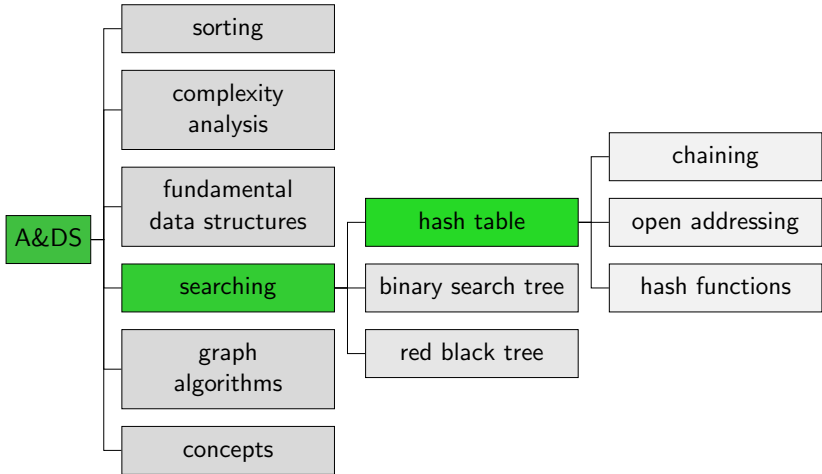 A&DS
sorting
complexity
analysis
fundamental
data structures
searching
graph
algorithms
concepts
hash table
binary search tree
red black tree
chaining
open addressing
hash functions